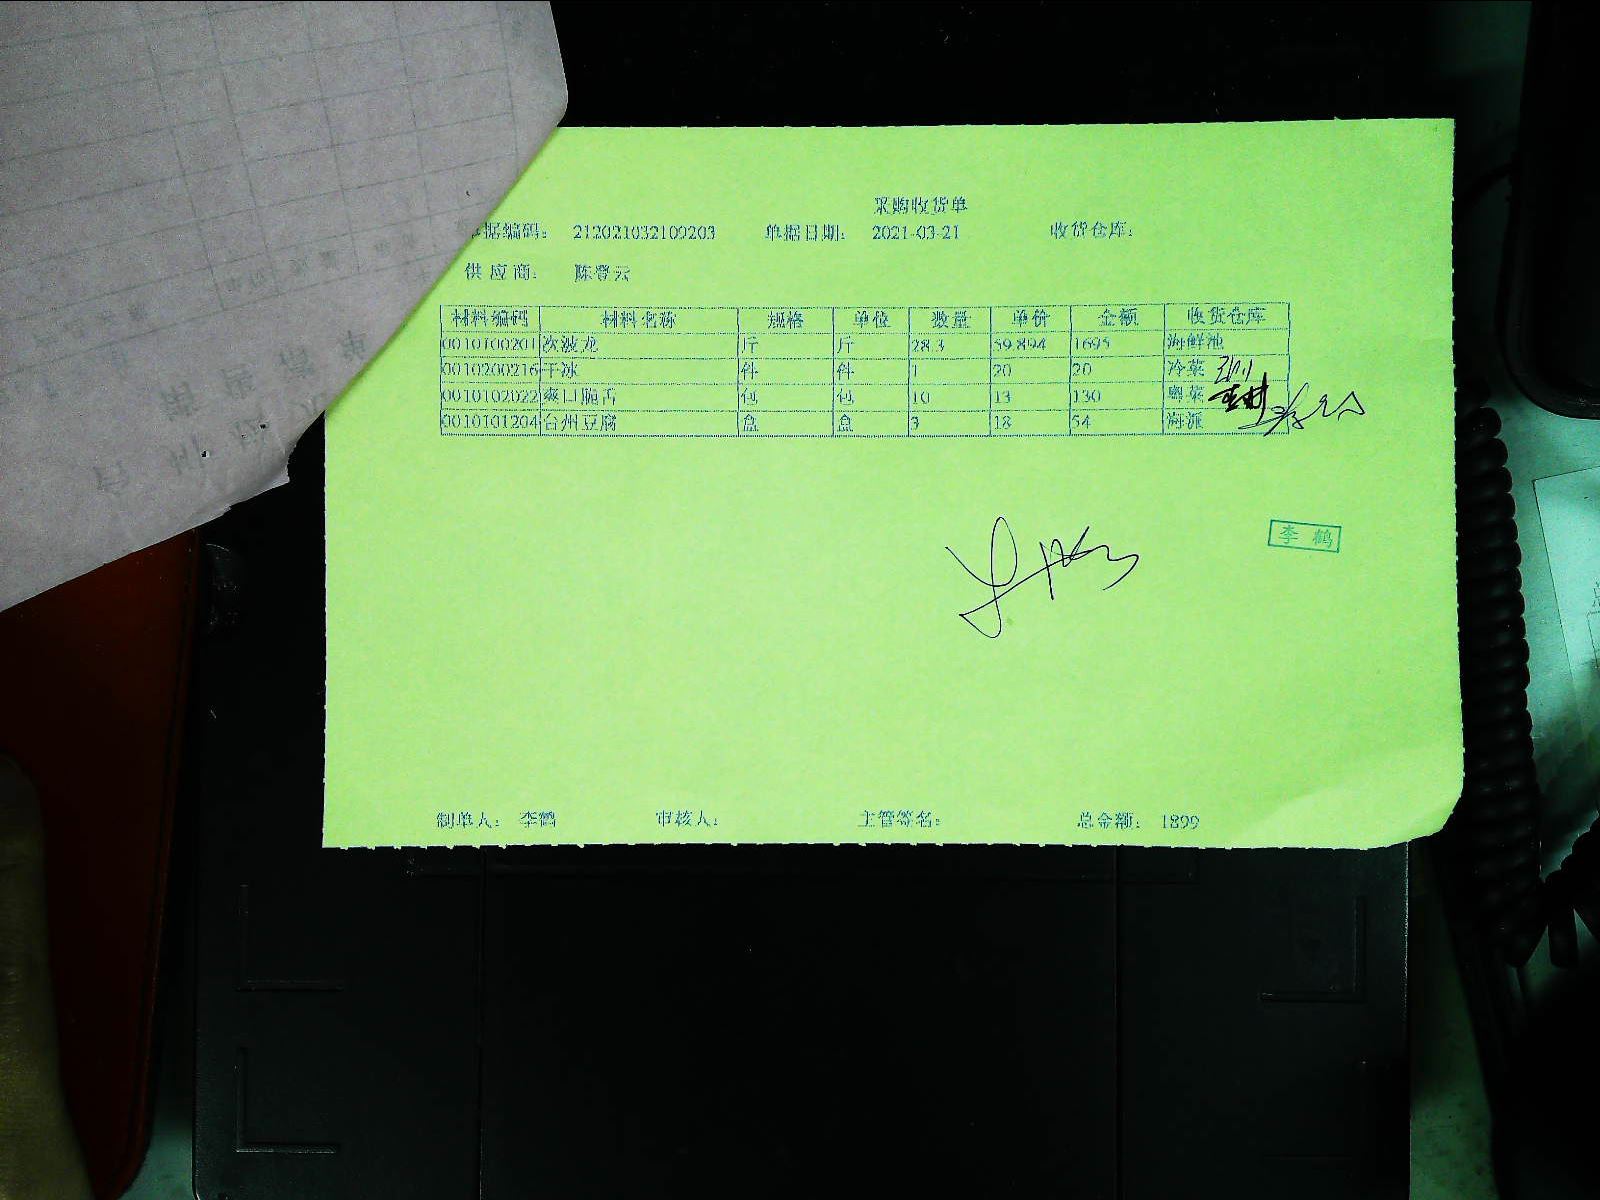 采购收货单
据编码： 212021032100203 单据日期： 2021-03-21 收货仓库：
供应商： 陈登云
材料编码 材料名称 规格 单位 数量 单价 金额 收货仓库
0010100201 次波龙 斤 斤 28.3 59.894 1695 海鲜池
0010200216 干冰 件 件 1 20 20 冷菜
0010102022 爽口脆舌 包 包 10 13 130 粤菜
0010101204 台州豆腐 盒 盒 3 18 54 海派
李鹤
制单人： 李鹤 审核人： 主管签名： 总金额： 1899